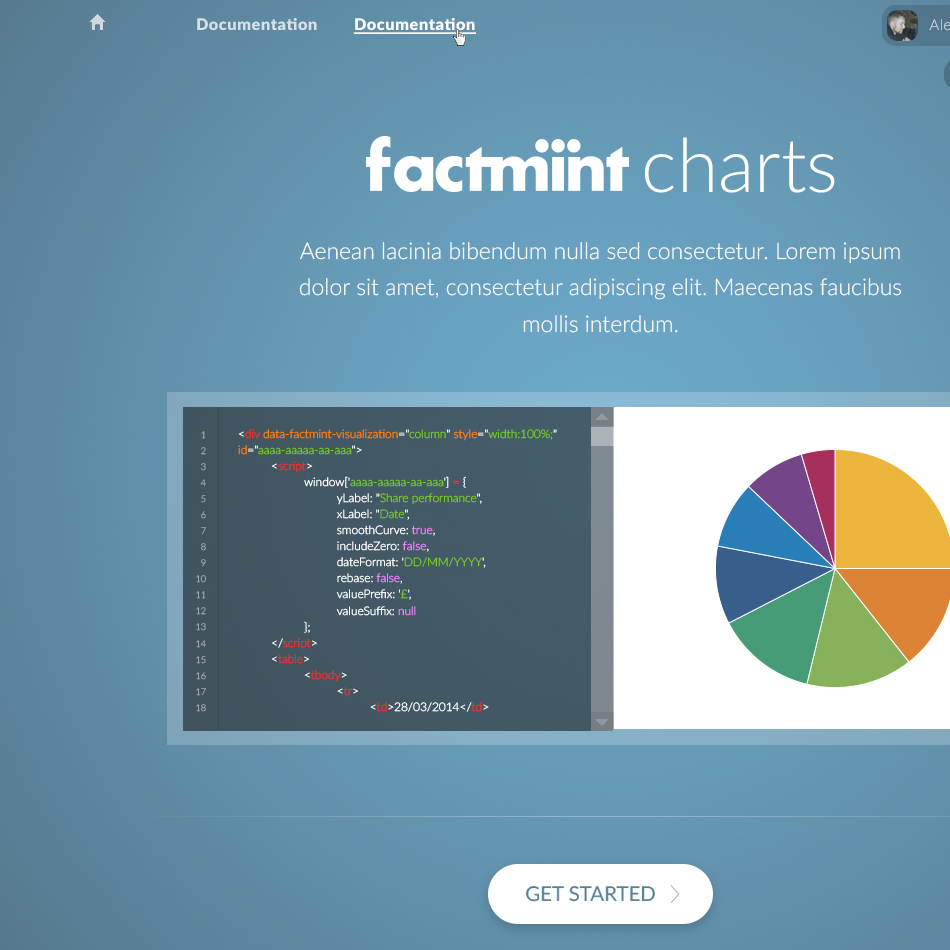 Documentation Documentation Ale
factmint charts
Aenean lacinia bibendum nulla sed consectetur. Lorem ipsum
dolor sit amet, consectetur adipiscing elit. Maecenas faucibus
mollis interdum.
1 <div data-factmint-visualization="column" style="width:100%;"
2 id="aaaa-aaaaa-aa-aaa">
3 <script>
4 window['aaaa-aaaaa-aa-aaa'] = {
5 yLabel: "Share performance",
6 xLabel: "Date",
7 smoothCurve: true,
8 includeZero: false,
9 dateFormat: 'DD/MM/YYYY',
10 rebase: false,
11 valuePrefix: '£',
12 valueSuffix: null
13 };
14 </script>
15 <table>
16 <tbody>
17 <tr>
18 <td>28/03/2014</td>
GET STARTED